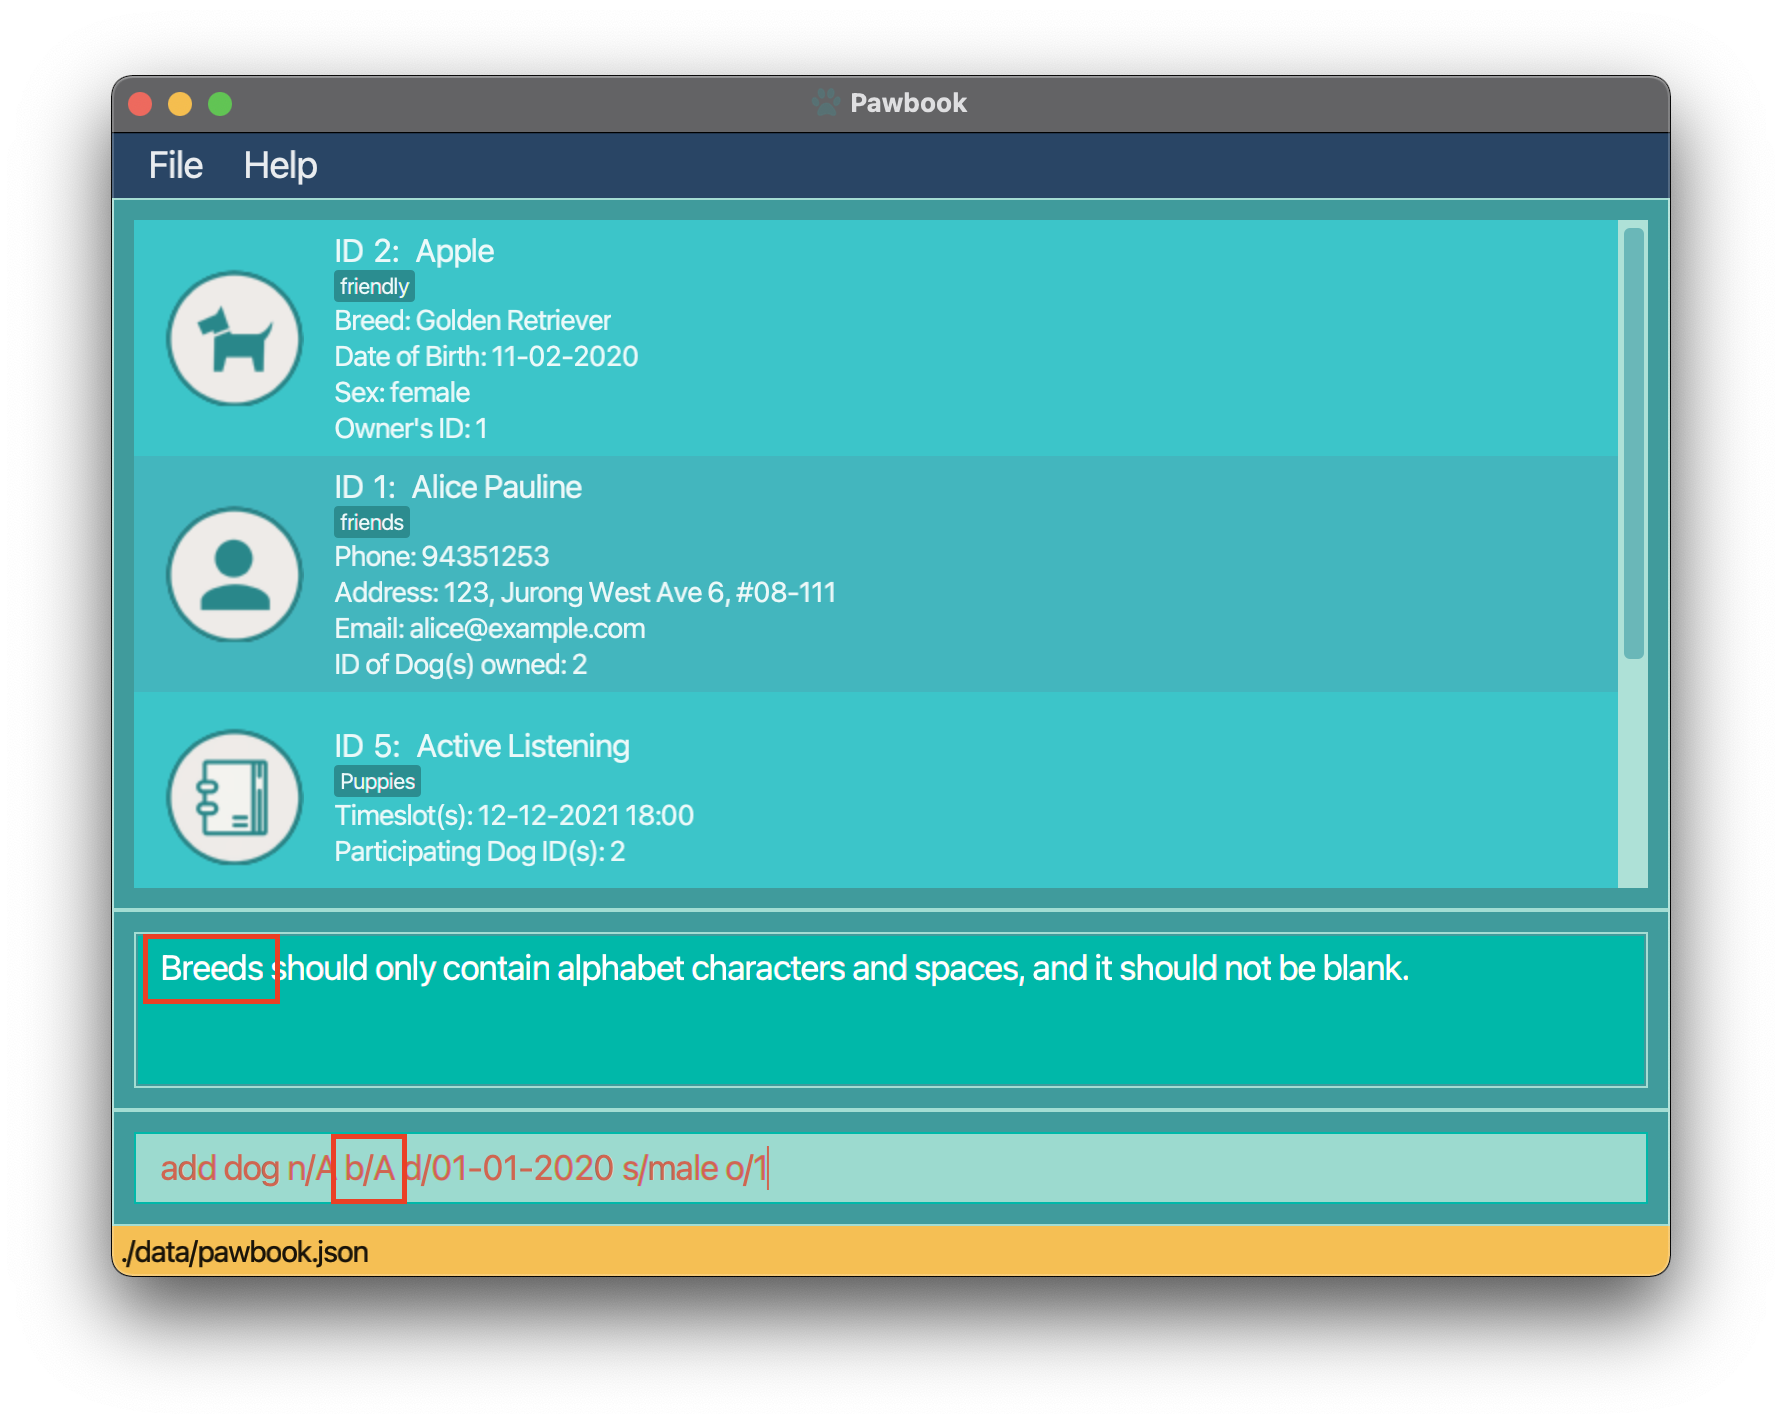 Pawbook
File Help
ID 2: Apple
friendly
Breed: Golden Retriever
Date of Birth: 11-02-2020
Sex: female
Owner's ID: 1
ID 1: Alice Pauline
friends
Phone: 94351253
Address: 123, Jurong West Ave 6, #08-111
Email: alice@example.com
ID of Dog(s) owned: 2
ID 5: Active Listening
Puppies
Timeslot(s): 12-12-2021 18:00
Participating Dog ID(s): 2
Breeds should only contain alphabet characters and spaces, and it should not be blank.
add dog n/A b/A d/01-01-2020 s/male o/1
./data/pawbook.json